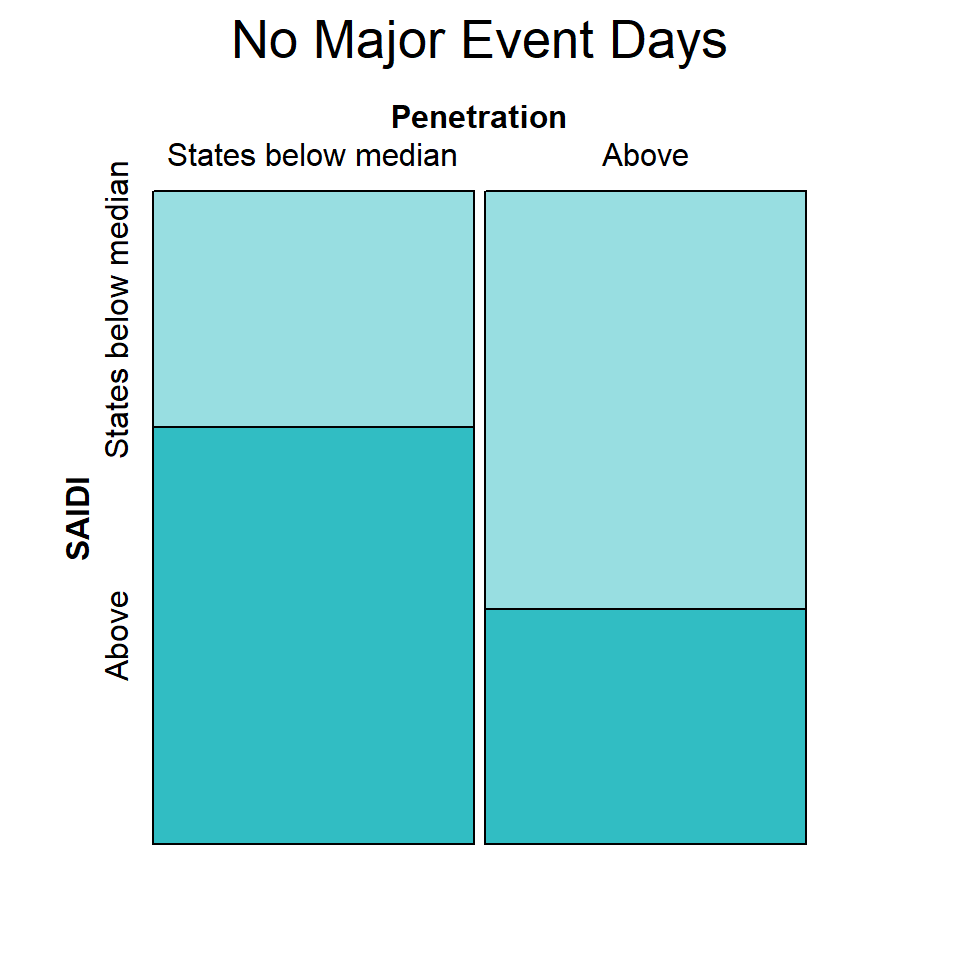 No Major Event Days
Penetration
States below median
Above
States below median
SAIDI
Above